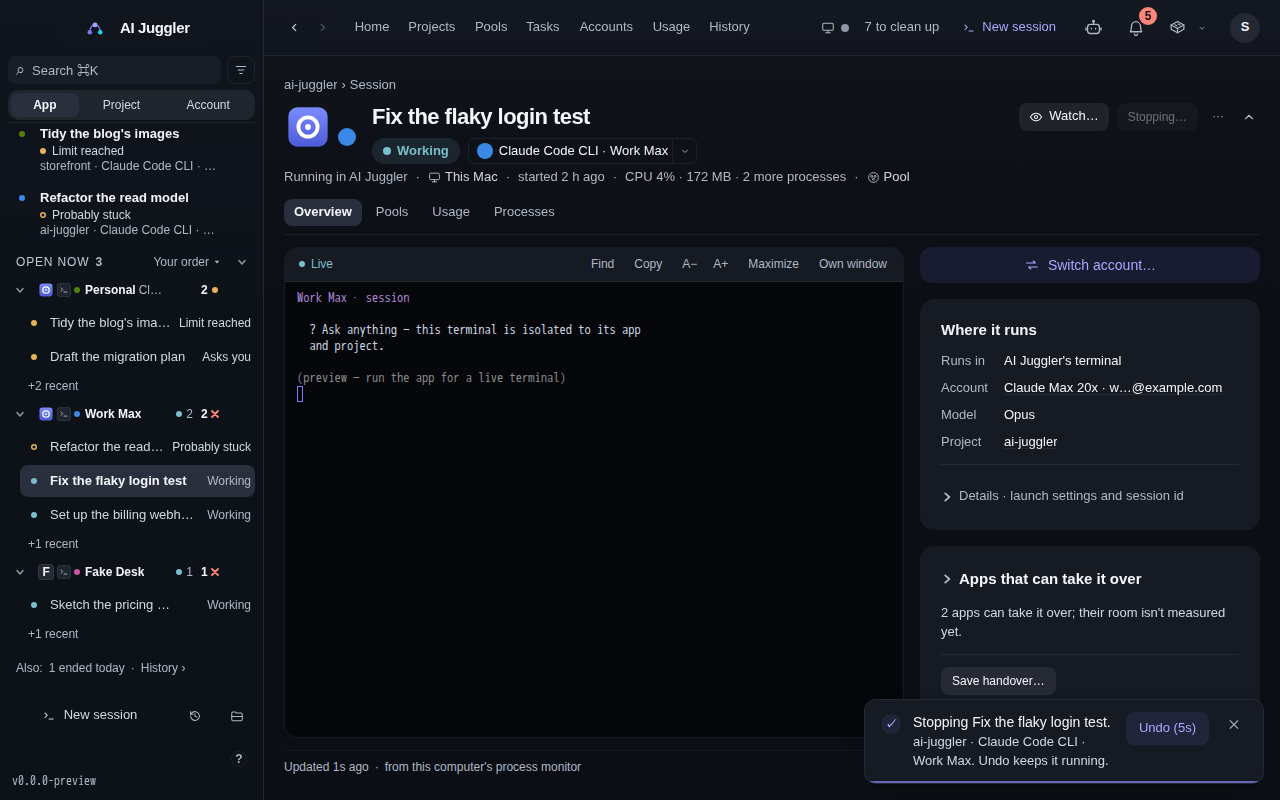 AI Juggler
Search ⌘K
App Project Account
Tidy the blog's images
Limit reached
storefront · Claude Code CLI · …
Refactor the read model
Probably stuck
ai-juggler · Claude Code CLI · …
OPEN NOW 3 Your order
Personal Cl… 2
Tidy the blog's ima… Limit reached
Draft the migration plan Asks you
+2 recent
Work Max 2 2
Refactor the read… Probably stuck
Fix the flaky login test Working
Set up the billing webh… Working
+1 recent
F Fake Desk 1 1
Sketch the pricing … Working
+1 recent
Also: 1 ended today · History ›
New session
?
v0.0.0-preview
Home Projects Pools Tasks Accounts Usage History
7 to clean up
New session
5
S
ai-juggler › Session
Fix the flaky login test
Watch… Stopping… …
Working
Claude Code CLI · Work Max
Running in AI Juggler · This Mac · started 2 h ago · CPU 4% · 172 MB · 2 more processes · Pool
Overview Pools Usage Processes
Live Find Copy A− A+ Maximize Own window
Work Max · session
? Ask anything — this terminal is isolated to its app
and project.
(preview — run the app for a live terminal)
Updated 1s ago · from this computer's process monitor
Switch account…
Where it runs
Runs in AI Juggler's terminal
Account Claude Max 20x · w…@example.com
Model Opus
Project ai-juggler
Details · launch settings and session id
Apps that can take it over
2 apps can take it over; their room isn't measured
yet.
Save handover…
Stopping Fix the flaky login test.
ai-juggler · Claude Code CLI ·
Work Max. Undo keeps it running.
Undo (5s)